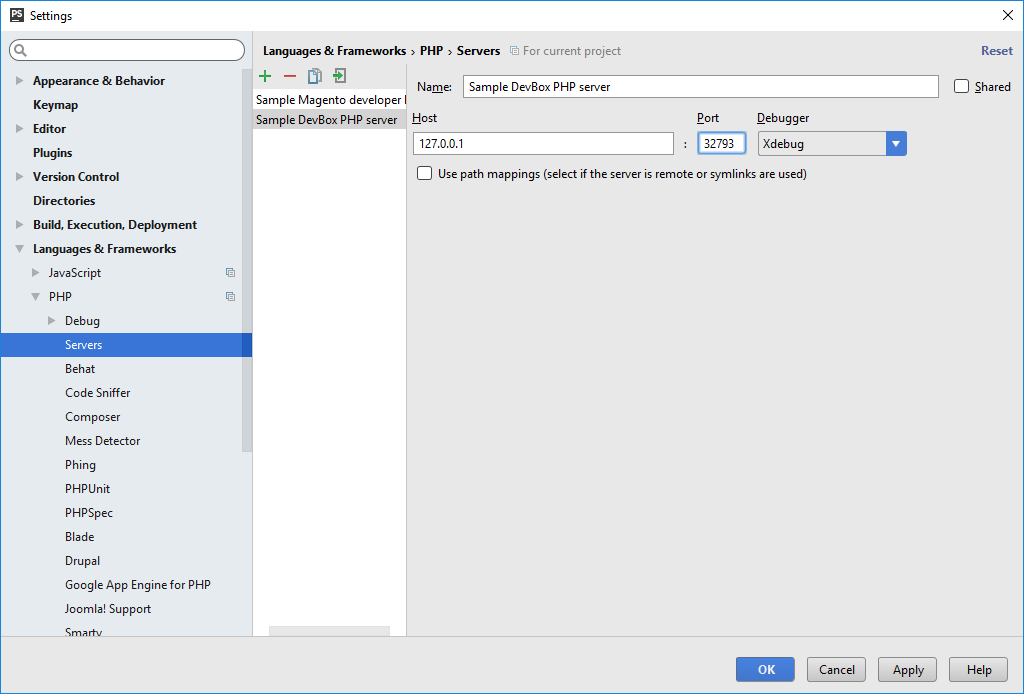 PS Settings
Languages & Frameworks › PHP › Servers For current project Reset
Appearance & Behavior
Keymap
Editor
Plugins
Version Control
Directories
Build, Execution, Deployment
Languages & Frameworks
JavaScript
PHP
Debug
Servers
Behat
Code Sniffer
Composer
Mess Detector
Phing
PHPUnit
PHPSpec
Blade
Drupal
Google App Engine for PHP
Joomla! Support
Smarty
Sample Magento developer
Sample DevBox PHP server
Name: Sample DevBox PHP server Shared
Host Port Debugger
127.0.0.1 : 32793 Xdebug
Use path mappings (select if the server is remote or symlinks are used)
OK Cancel Apply Help